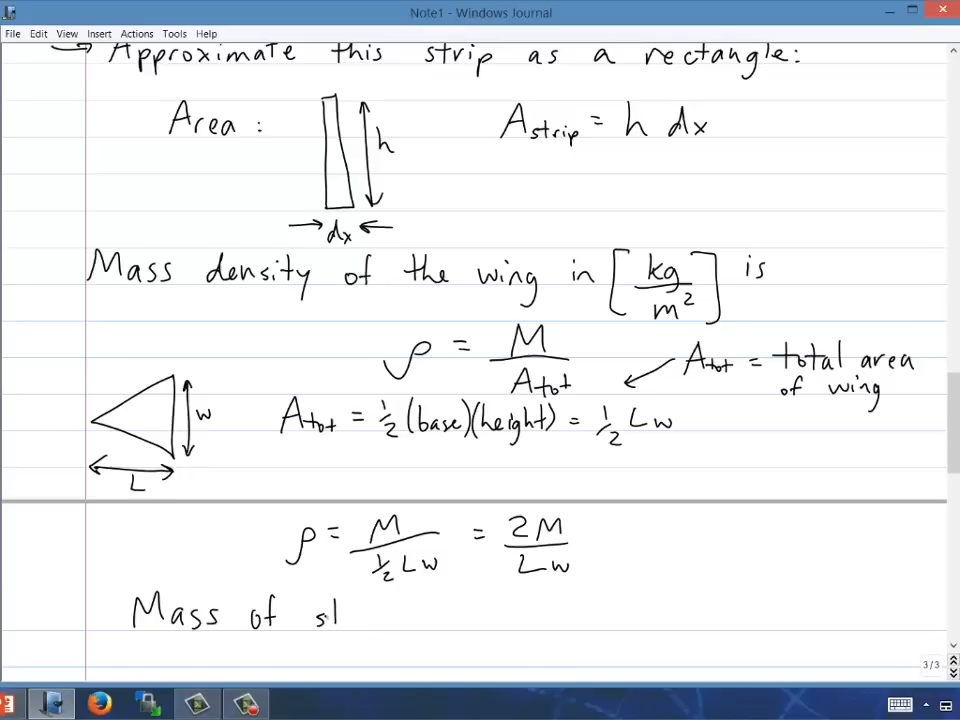 Note1 - Windows Journal
File Edit View Insert Actions Tools Help
→ Approximate this strip as a rectangle:
Area : h dx A_strip = h dx
Mass density of the wing in [kg/m²] is
ρ = M/A_tot
A_tot = total area of wing
w L
A_tot = 1/2 (base)(height) = 1/2 Lw
ρ = M/(1/2 Lw) = 2M/Lw
Mass of
3/3